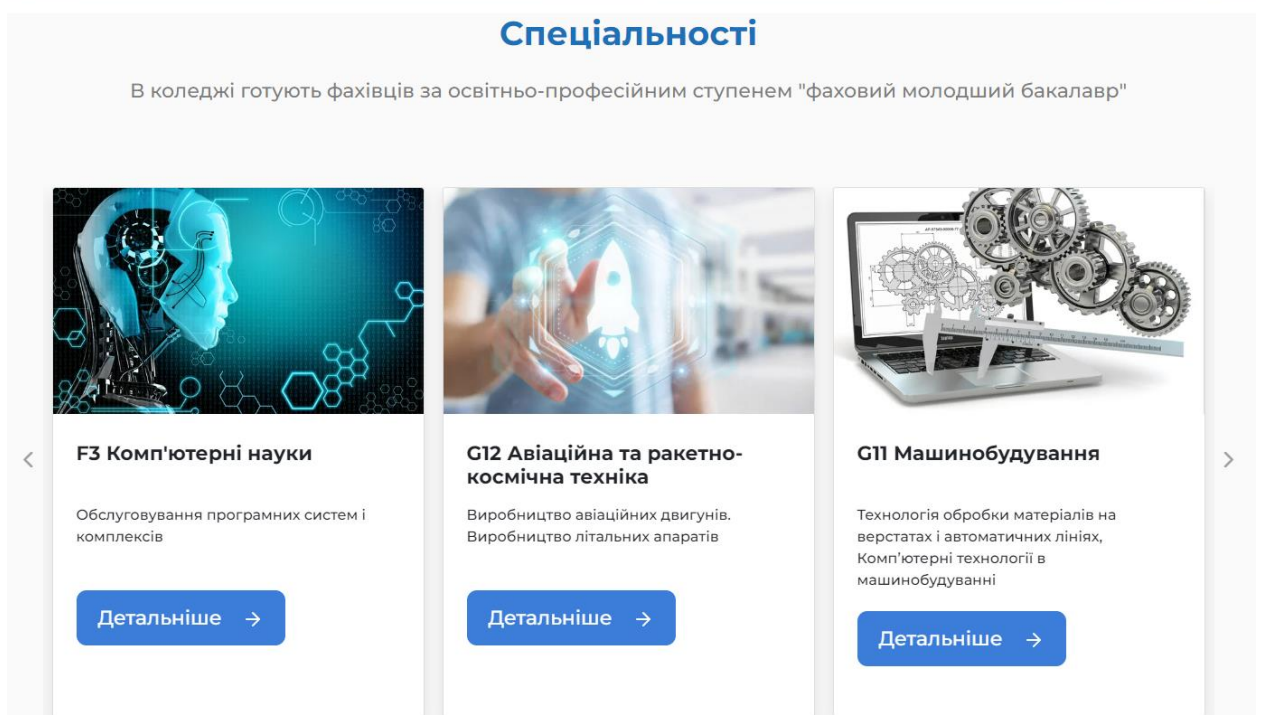 Спеціальності
В коледжі готують фахівців за освітньо-професійним ступенем "фаховий молодший бакалавр"
F3 Комп'ютерні науки
Обслуговування програмних систем і
комплексів
Детальніше →
G12 Авіаційна та ракетно-
космічна техніка
Виробництво авіаційних двигунів.
Виробництво літальних апаратів
Детальніше →
G11 Машинобудування
Технологія обробки матеріалів на
верстатах і автоматичних лініях,
Комп’ютерні технології в
машинобудуванні
Детальніше →